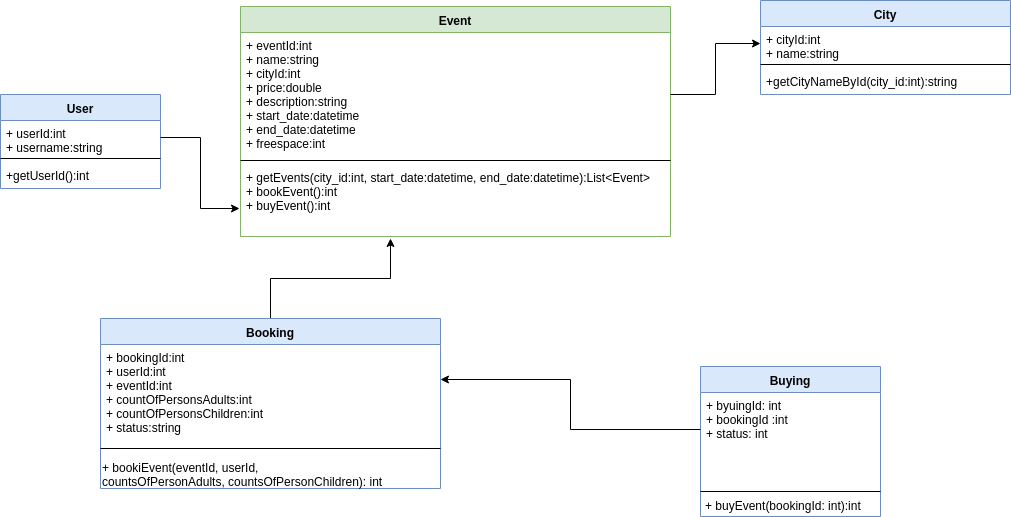 Event
+ eventId:int
+ name:string
+ cityId:int
+ price:double
+ description:string
+ start_date:datetime
+ end_date:datetime
+ freespace:int
+ getEvents(city_id:int, start_date:datetime, end_date:datetime):List<Event>
+ bookEvent():int
+ buyEvent():int
City
+ cityId:int
+ name:string
+getCityNameById(city_id:int):string
User
+ userId:int
+ username:string
+getUserId():int
Booking
+ bookingId:int
+ userId:int
+ eventId:int
+ countOfPersonsAdults:int
+ countOfPersonsChildren:int
+ status:string
+ bookiEvent(eventId, userId,
countsOfPersonAdults, countsOfPersonChildren): int
Buying
+ byuingId: int
+ bookingId :int
+ status: int
+ buyEvent(bookingId: int):int